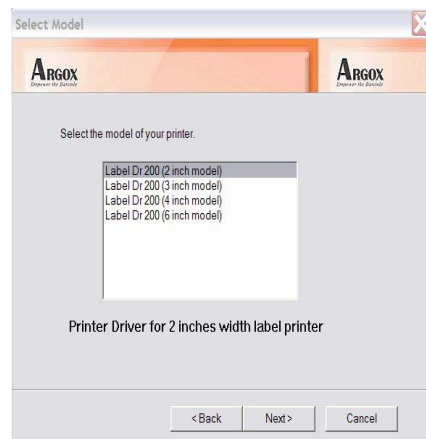 Select Model
ARGOX
Empower the Barcode
ARGOX
Empower the Barcode
Select the model of your printer.
Label Dr 200 (2 inch model)
Label Dr 200 (3 inch model)
Label Dr 200 (4 inch model)
Label Dr 200 (6 inch model)
Printer Driver for 2 inches width label printer
< Back
Next >
Cancel